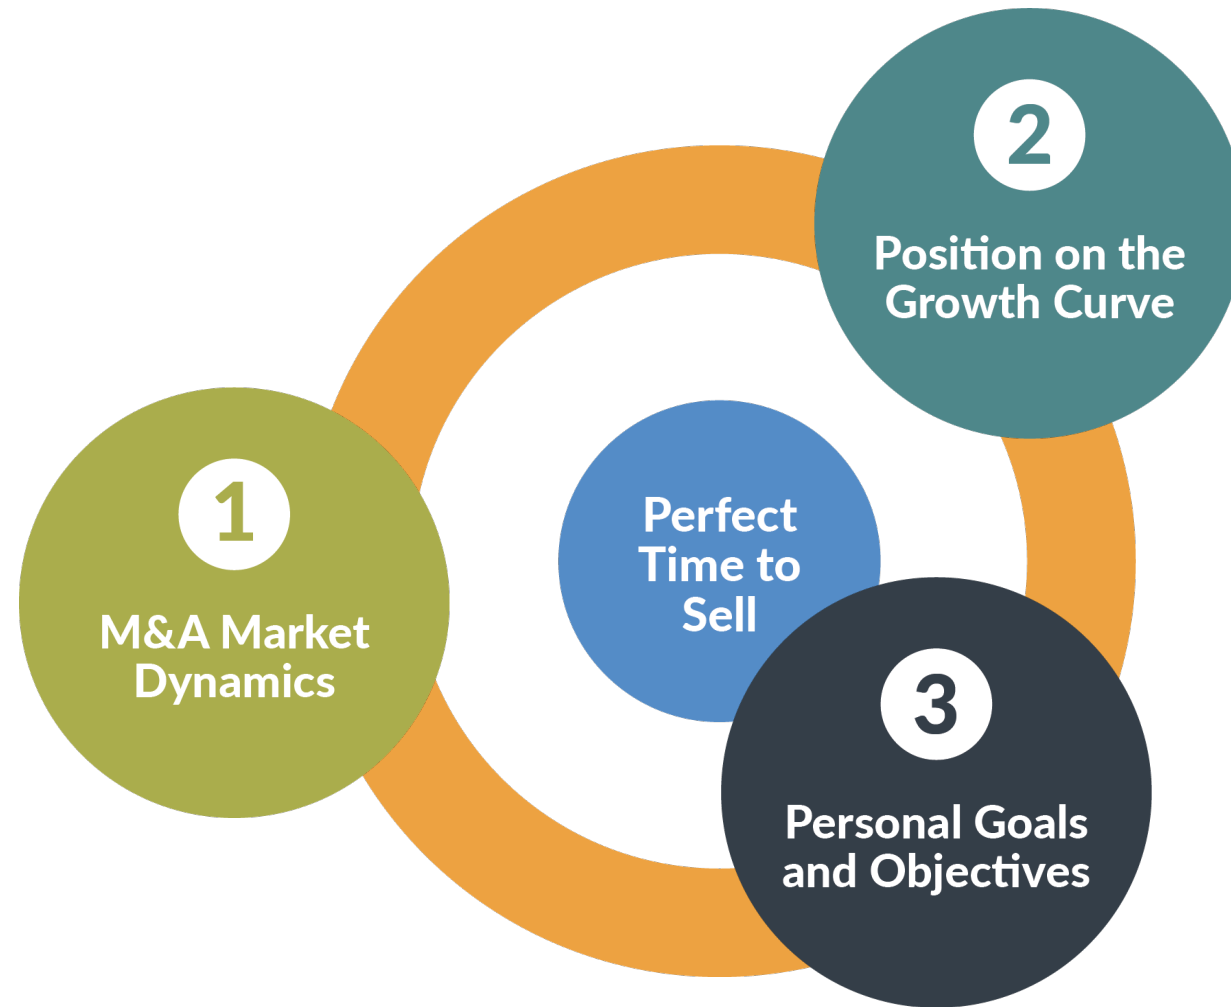 1
M&A Market
Dynamics
2
Position on the
Growth Curve
Perfect
Time to
Sell
3
Personal Goals
and Objectives